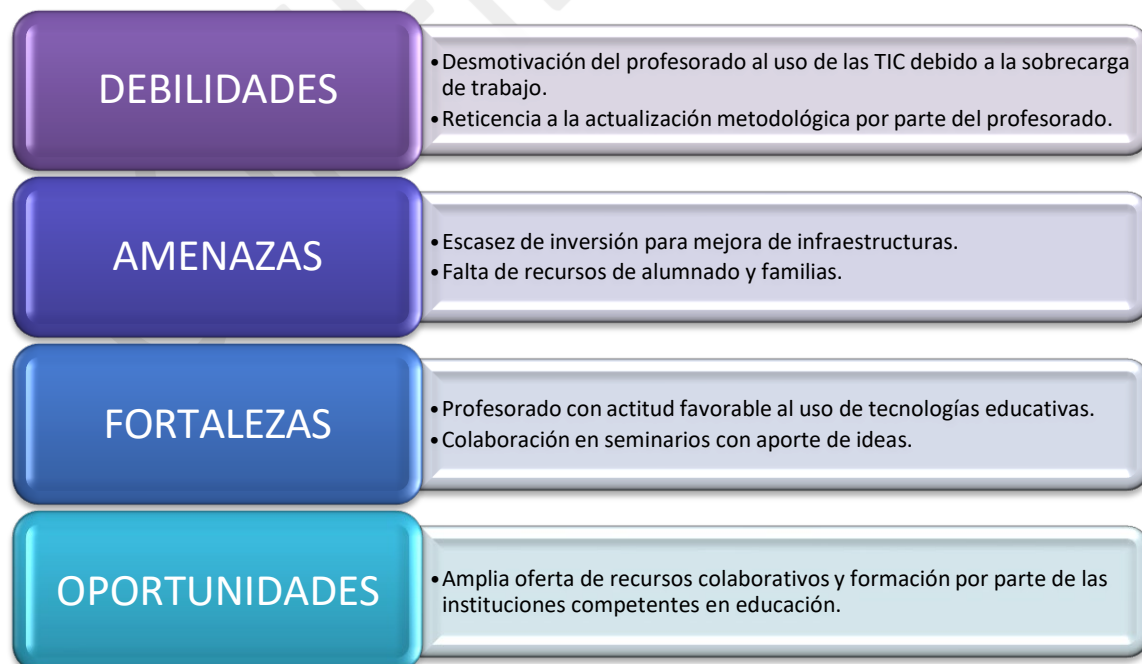 DEBILIDADES
•Desmotivación del profesorado al uso de las TIC debido a la sobrecarga
de trabajo.
•Reticencia a la actualización metodológica por parte del profesorado.
AMENAZAS
•Escasez de inversión para mejora de infraestructuras.
•Falta de recursos de alumnado y familias.
FORTALEZAS
•Profesorado con actitud favorable al uso de tecnologías educativas.
•Colaboración en seminarios con aporte de ideas.
OPORTUNIDADES
•Amplia oferta de recursos colaborativos y formación por parte de las
instituciones competentes en educación.